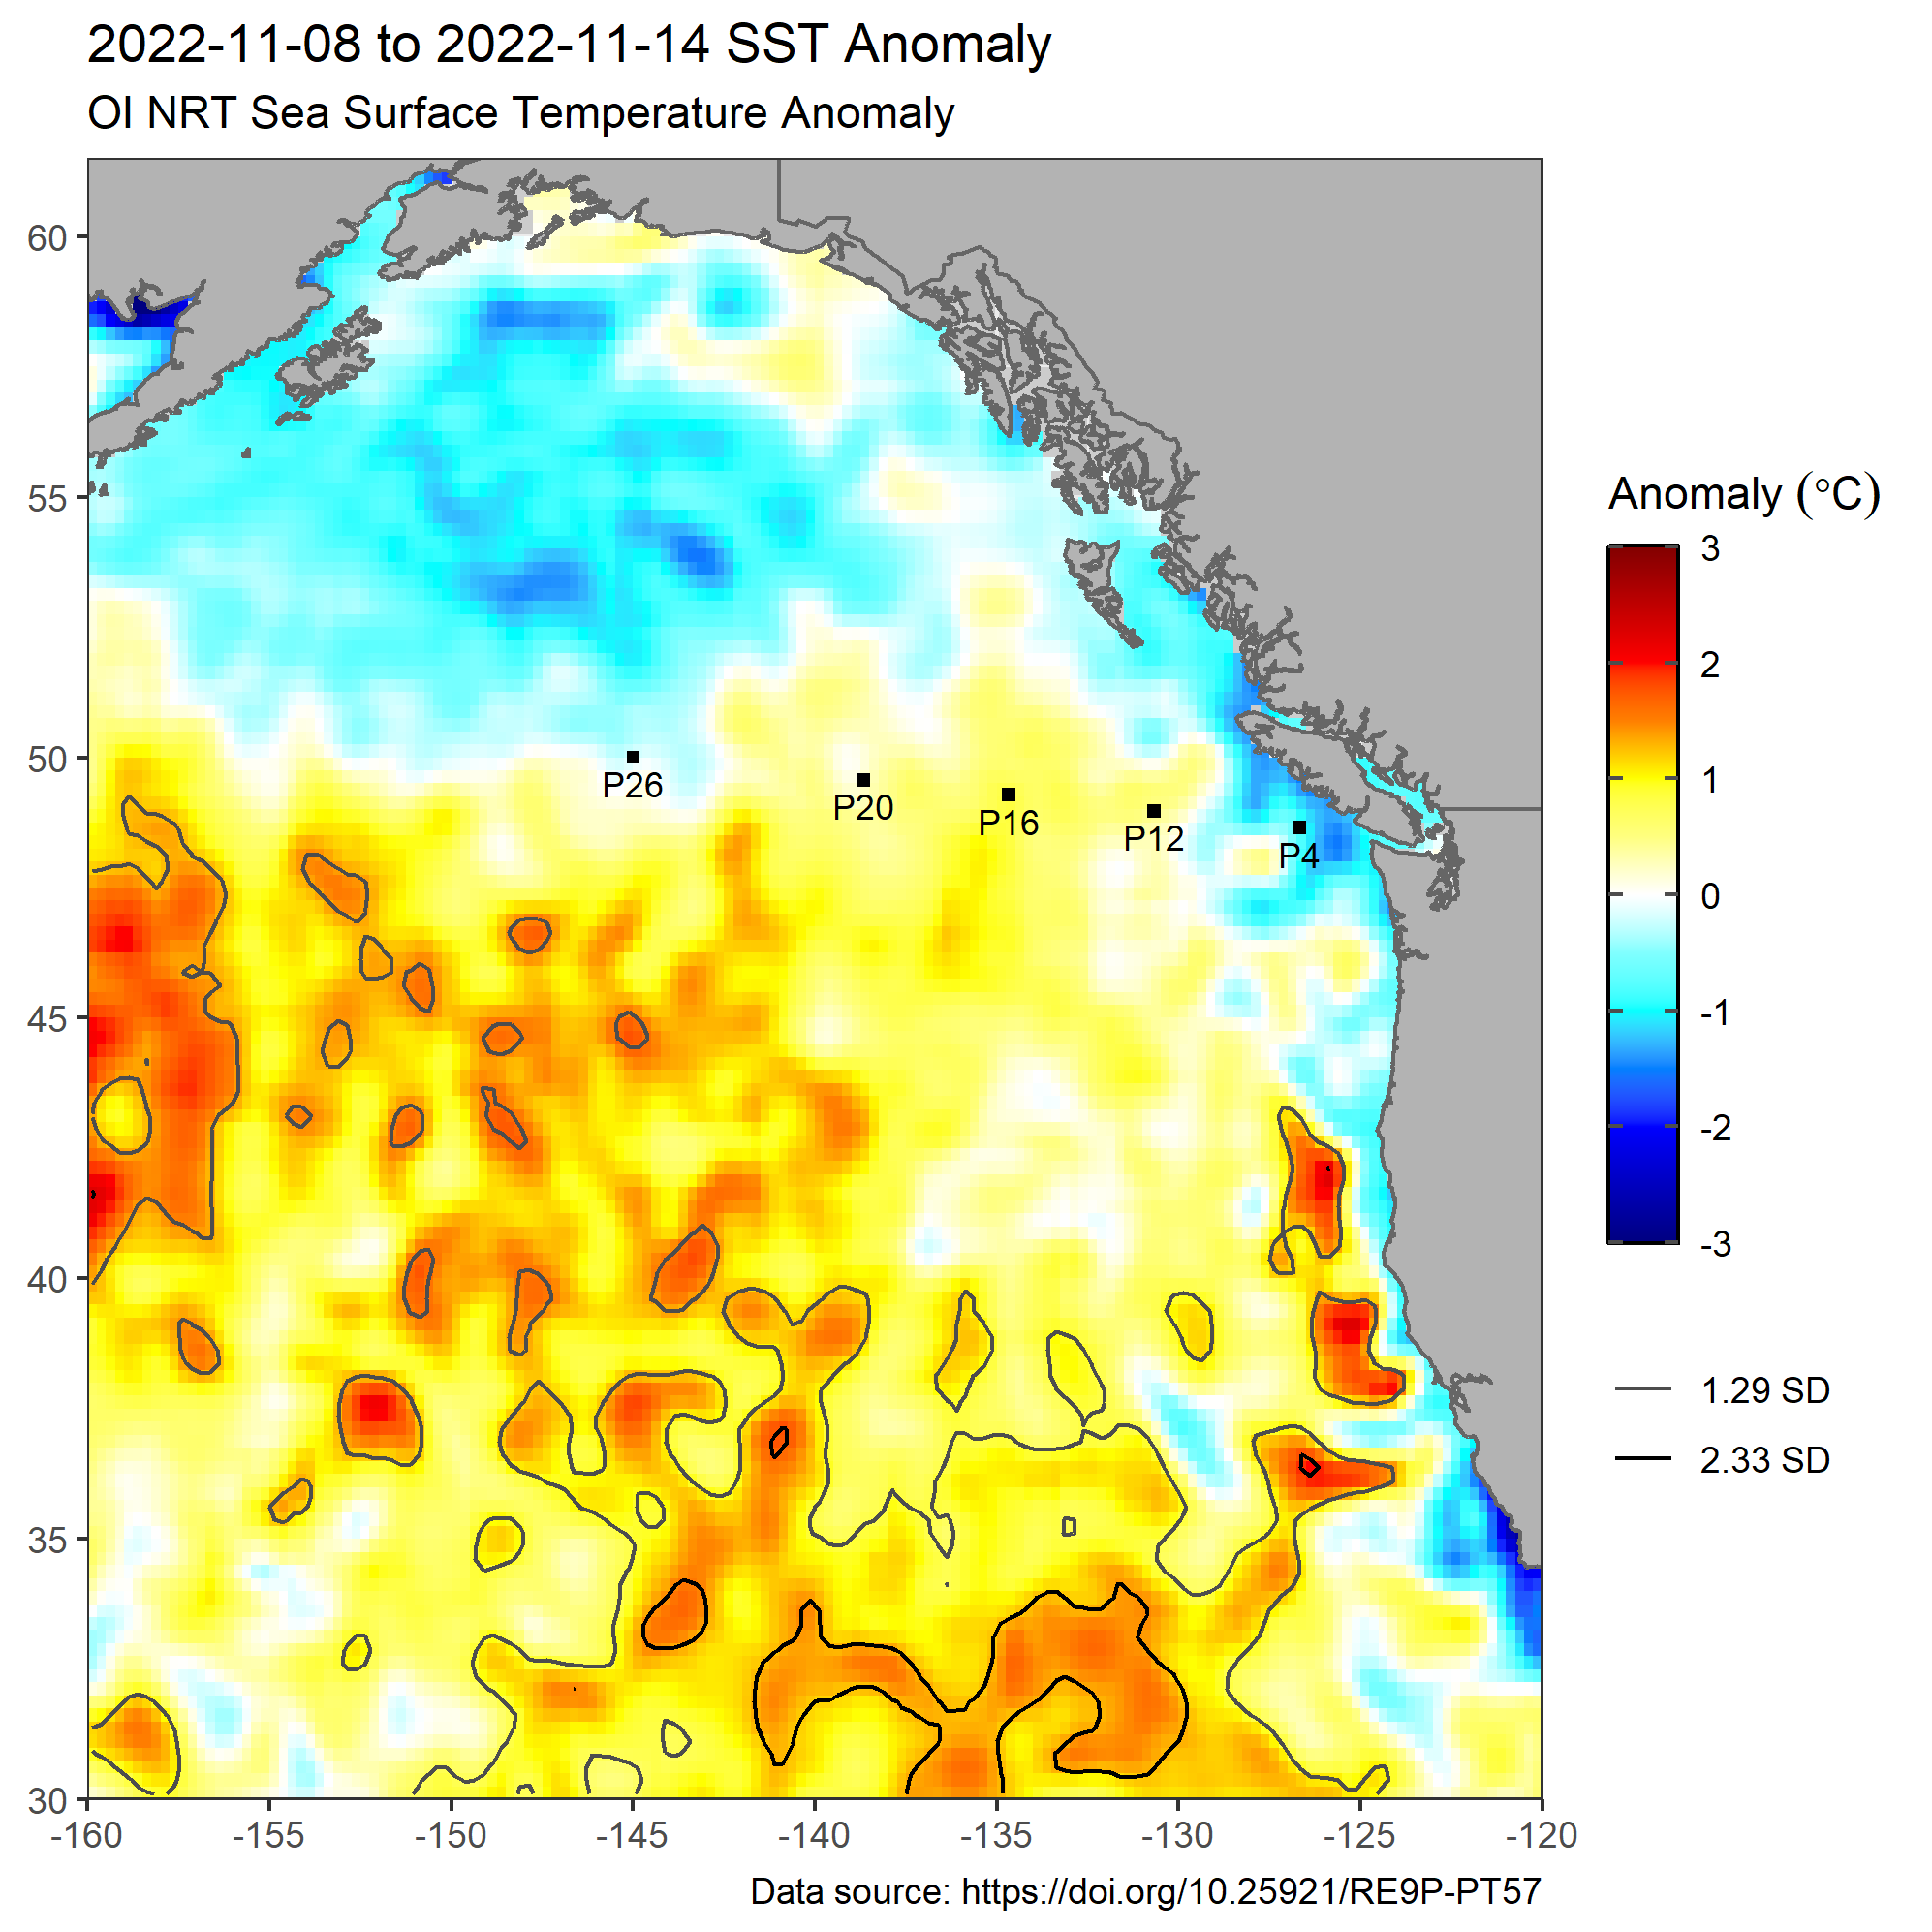 2022-11-08 to 2022-11-14 SST Anomaly
OI NRT Sea Surface Temperature Anomaly
60
55
50
45
40
35
30
-160
-155
-150
-145
-140
-135
-130
-125
-120
P26
P20
P16
P12
P4
Anomaly (°C)
3
2
1
0
-1
-2
-3
1.29 SD
2.33 SD
Data source: https://doi.org/10.25921/RE9P-PT57